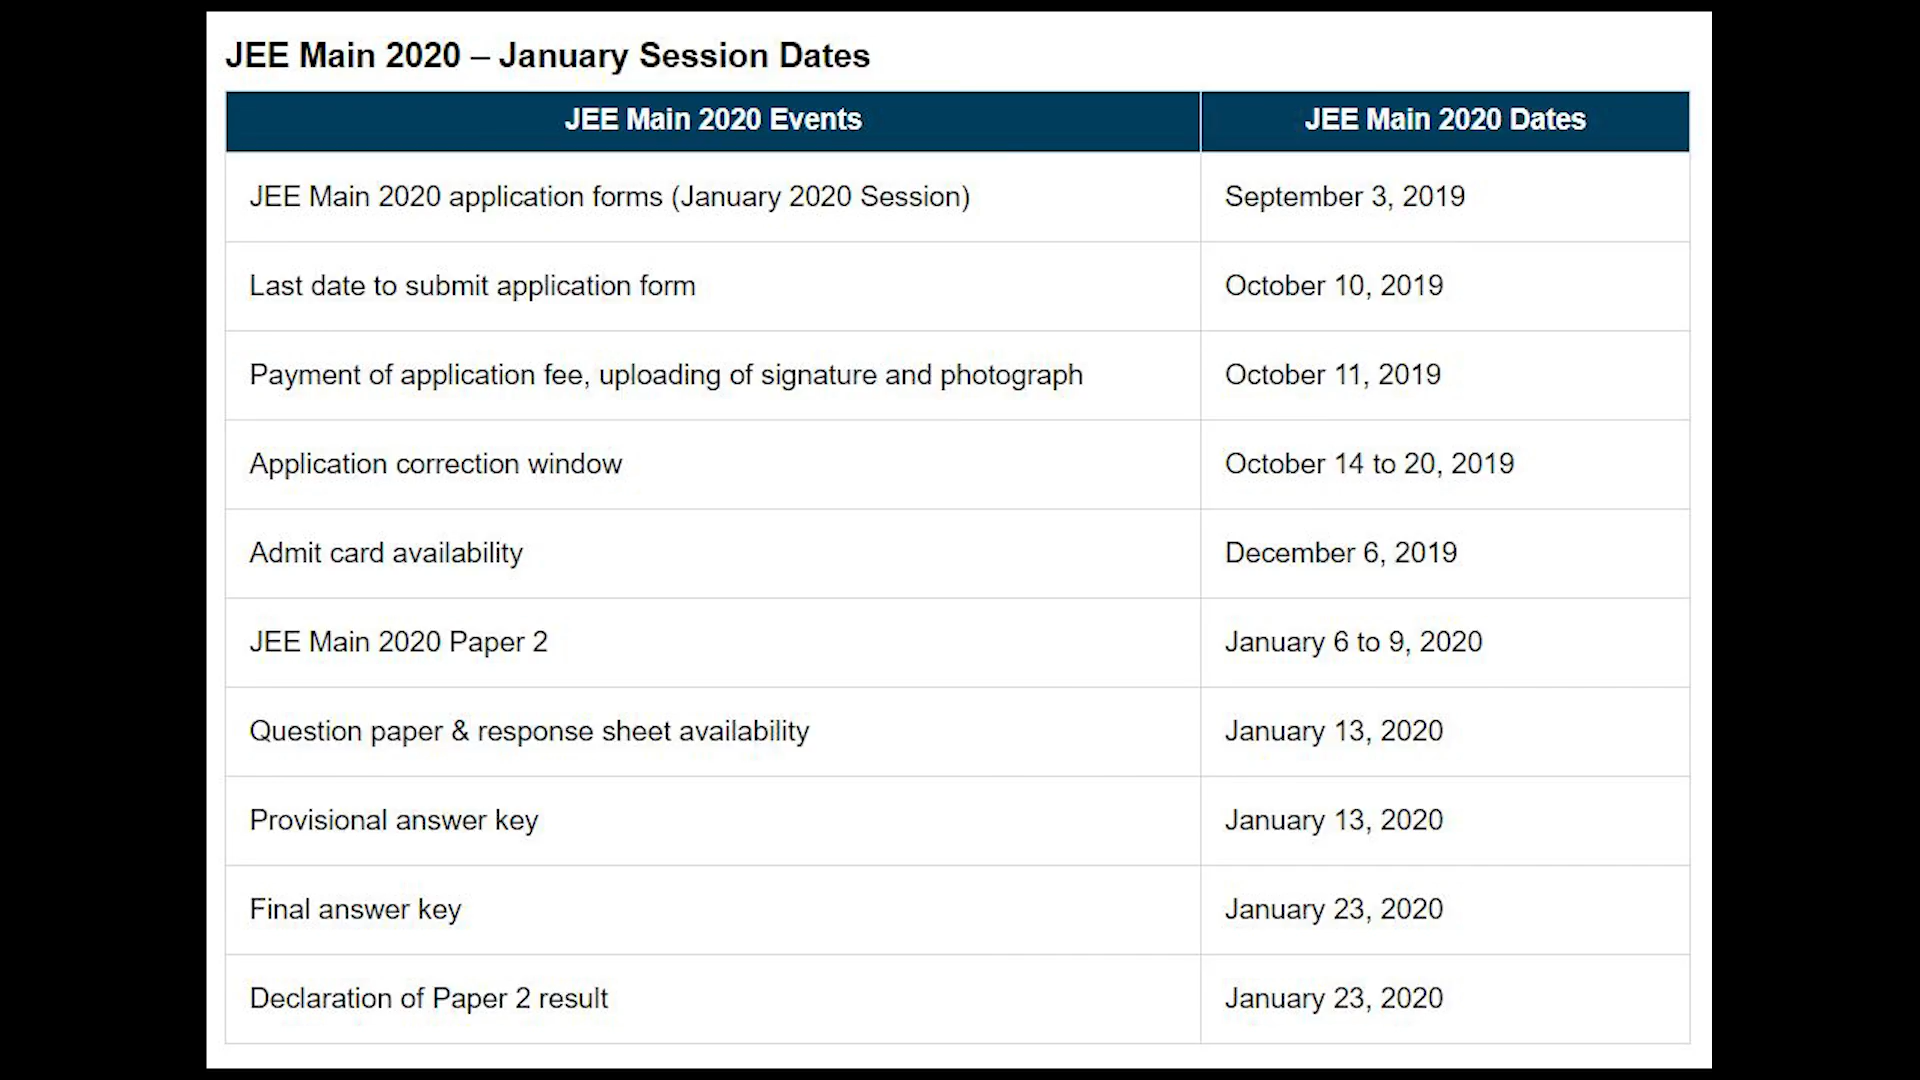 JEE Main 2020 – January Session Dates
JEE Main 2020 Events JEE Main 2020 Dates
JEE Main 2020 application forms (January 2020 Session) September 3, 2019
Last date to submit application form October 10, 2019
Payment of application fee, uploading of signature and photograph October 11, 2019
Application correction window October 14 to 20, 2019
Admit card availability December 6, 2019
JEE Main 2020 Paper 2 January 6 to 9, 2020
Question paper & response sheet availability January 13, 2020
Provisional answer key January 13, 2020
Final answer key January 23, 2020
Declaration of Paper 2 result January 23, 2020